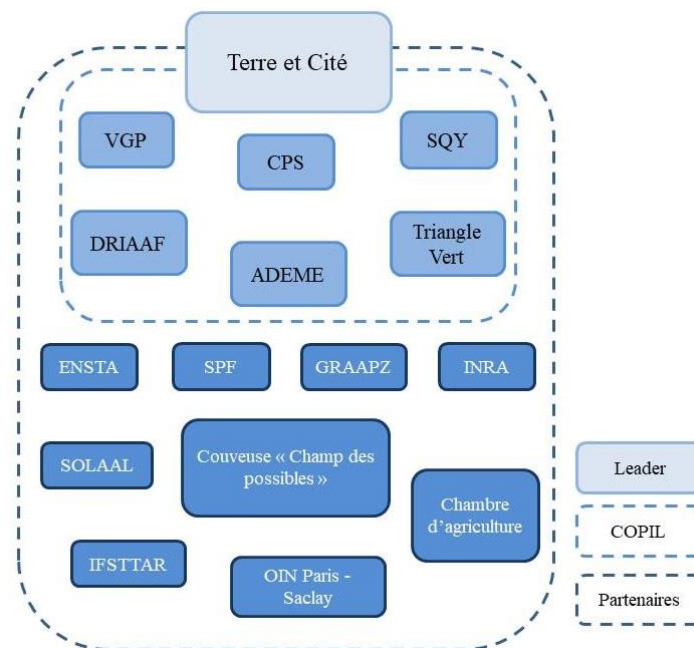 Terre et Cité
VGP
CPS
SQY
DRIAAF
ADEME
Triangle
Vert
ENSTA
SPF
GRAAPZ
INRA
SOLAAL
Couveuse « Champ des
possibles »
Chambre
d'agriculture
IFSTTAR
OIN Paris -
Saclay
Leader
COPIL
Partenaires